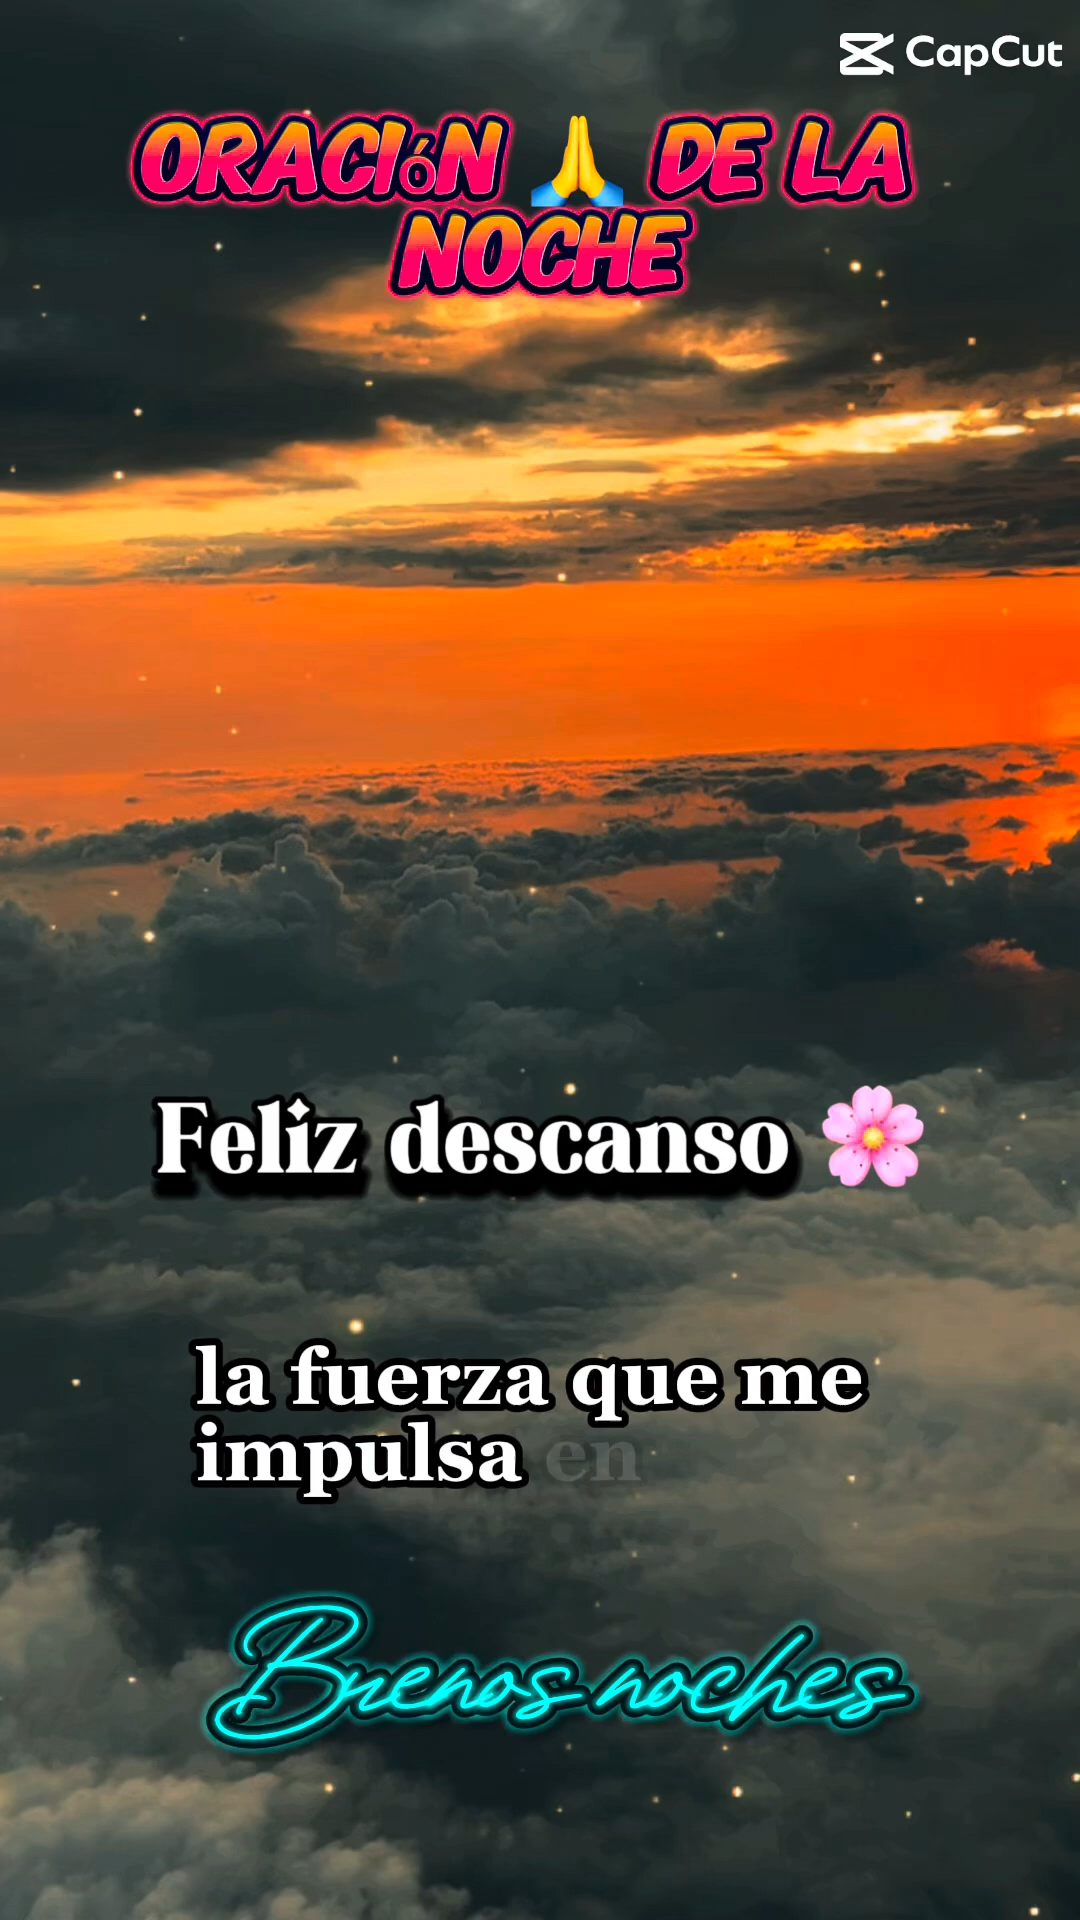 CapCut
ORACIÓN 🙏 DE LA
NOCHE
Feliz descanso 🌸
la fuerza que me
impulsa en
Buenos noches